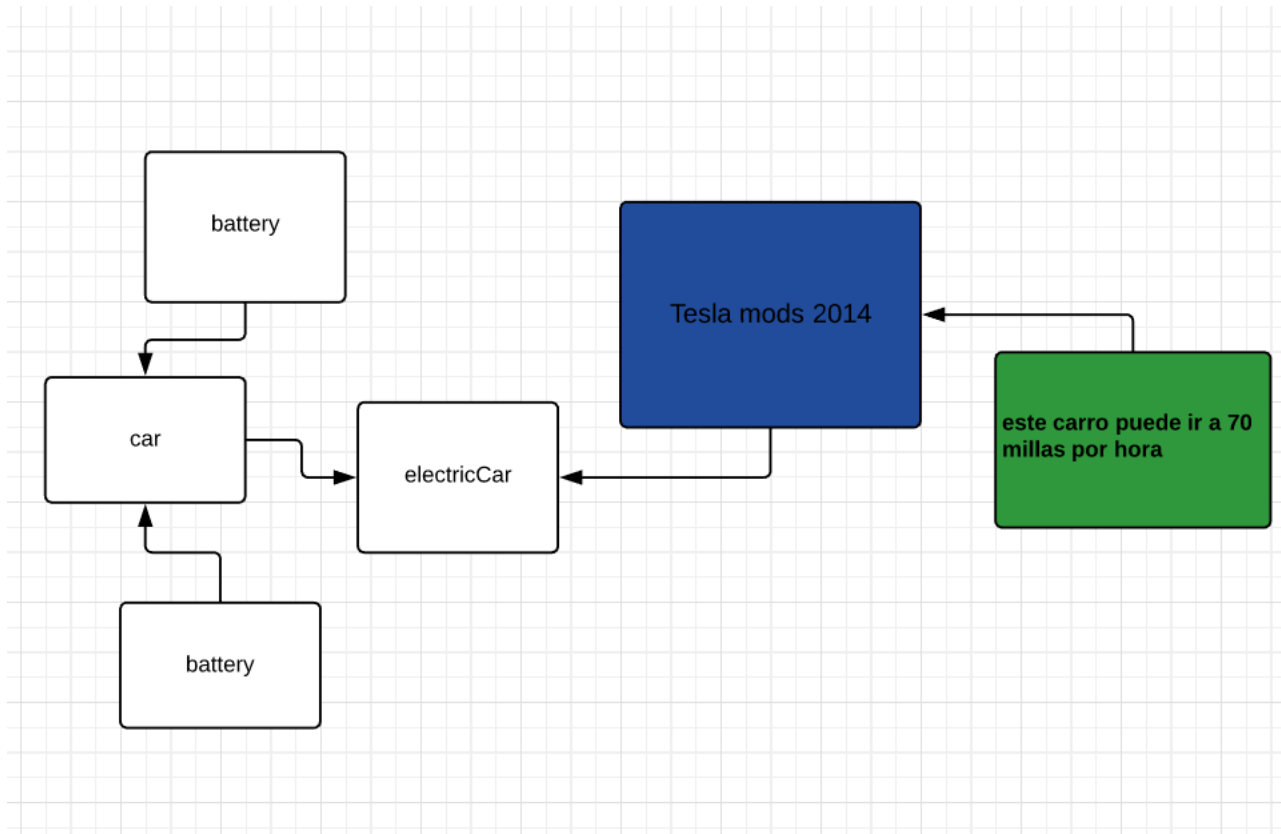 battery
Tesla mods 2014
este carro puede ir a 70
millas por hora
car
electricCar
battery